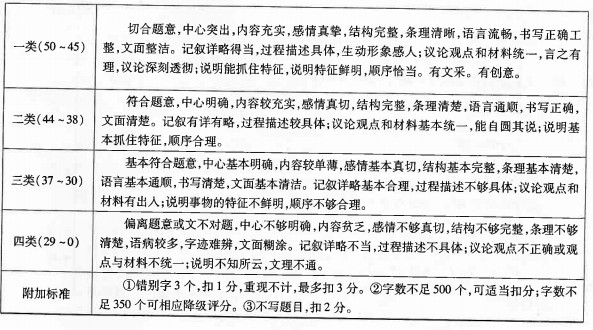 一类(50~45)
切合题意,中心突出,内容充实,感情真挚,结构完整,条理清晰,语言流畅,书写正确工
整,文面整洁。记叙详略得当,过程描述具体,生动形象感人;议论观点和材料统一,言之有
理,议论深刻透彻;说明能抓住特征,说明特征鲜明,顺序恰当。有文采。有创意。
二类(44~38)
符合题意,中心明确,内容较充实,感情真切,结构完整,条理清楚,语言通顺,书写正确,
文面清楚。记叙有详有略,过程描述较具体;议论观点和材料基本统一,能自圆其说;说明基
本抓住特征,顺序合理。
三类(37~30)
基本符合题意,中心基本明确,内容较单薄,感情基本真切,结构基本完整,条理基本清楚,
语言基本通顺,书写清楚,文面基本清洁。记叙详略基本合理,过程描述不够具体;议论观点和
材料有出入;说明事物的特征不鲜明,顺序不够合理。
四类(29~0)
偏离题意或文不对题,中心不够明确,内容贫乏,感情不够真切,结构不够完整,条理不够
清楚,语病较多,字迹难辨,文面糊涂。记叙详略不当,过程描述不具体;议论观点不正确或观
点与材料不统一;说明不知所云,文理不通。
附加标准
①错别字3个,扣1分,重现不计,最多扣3分。②字数不足500个,可适当扣分;字数不
足350个可相应降级评分。③不写题目,扣2分。